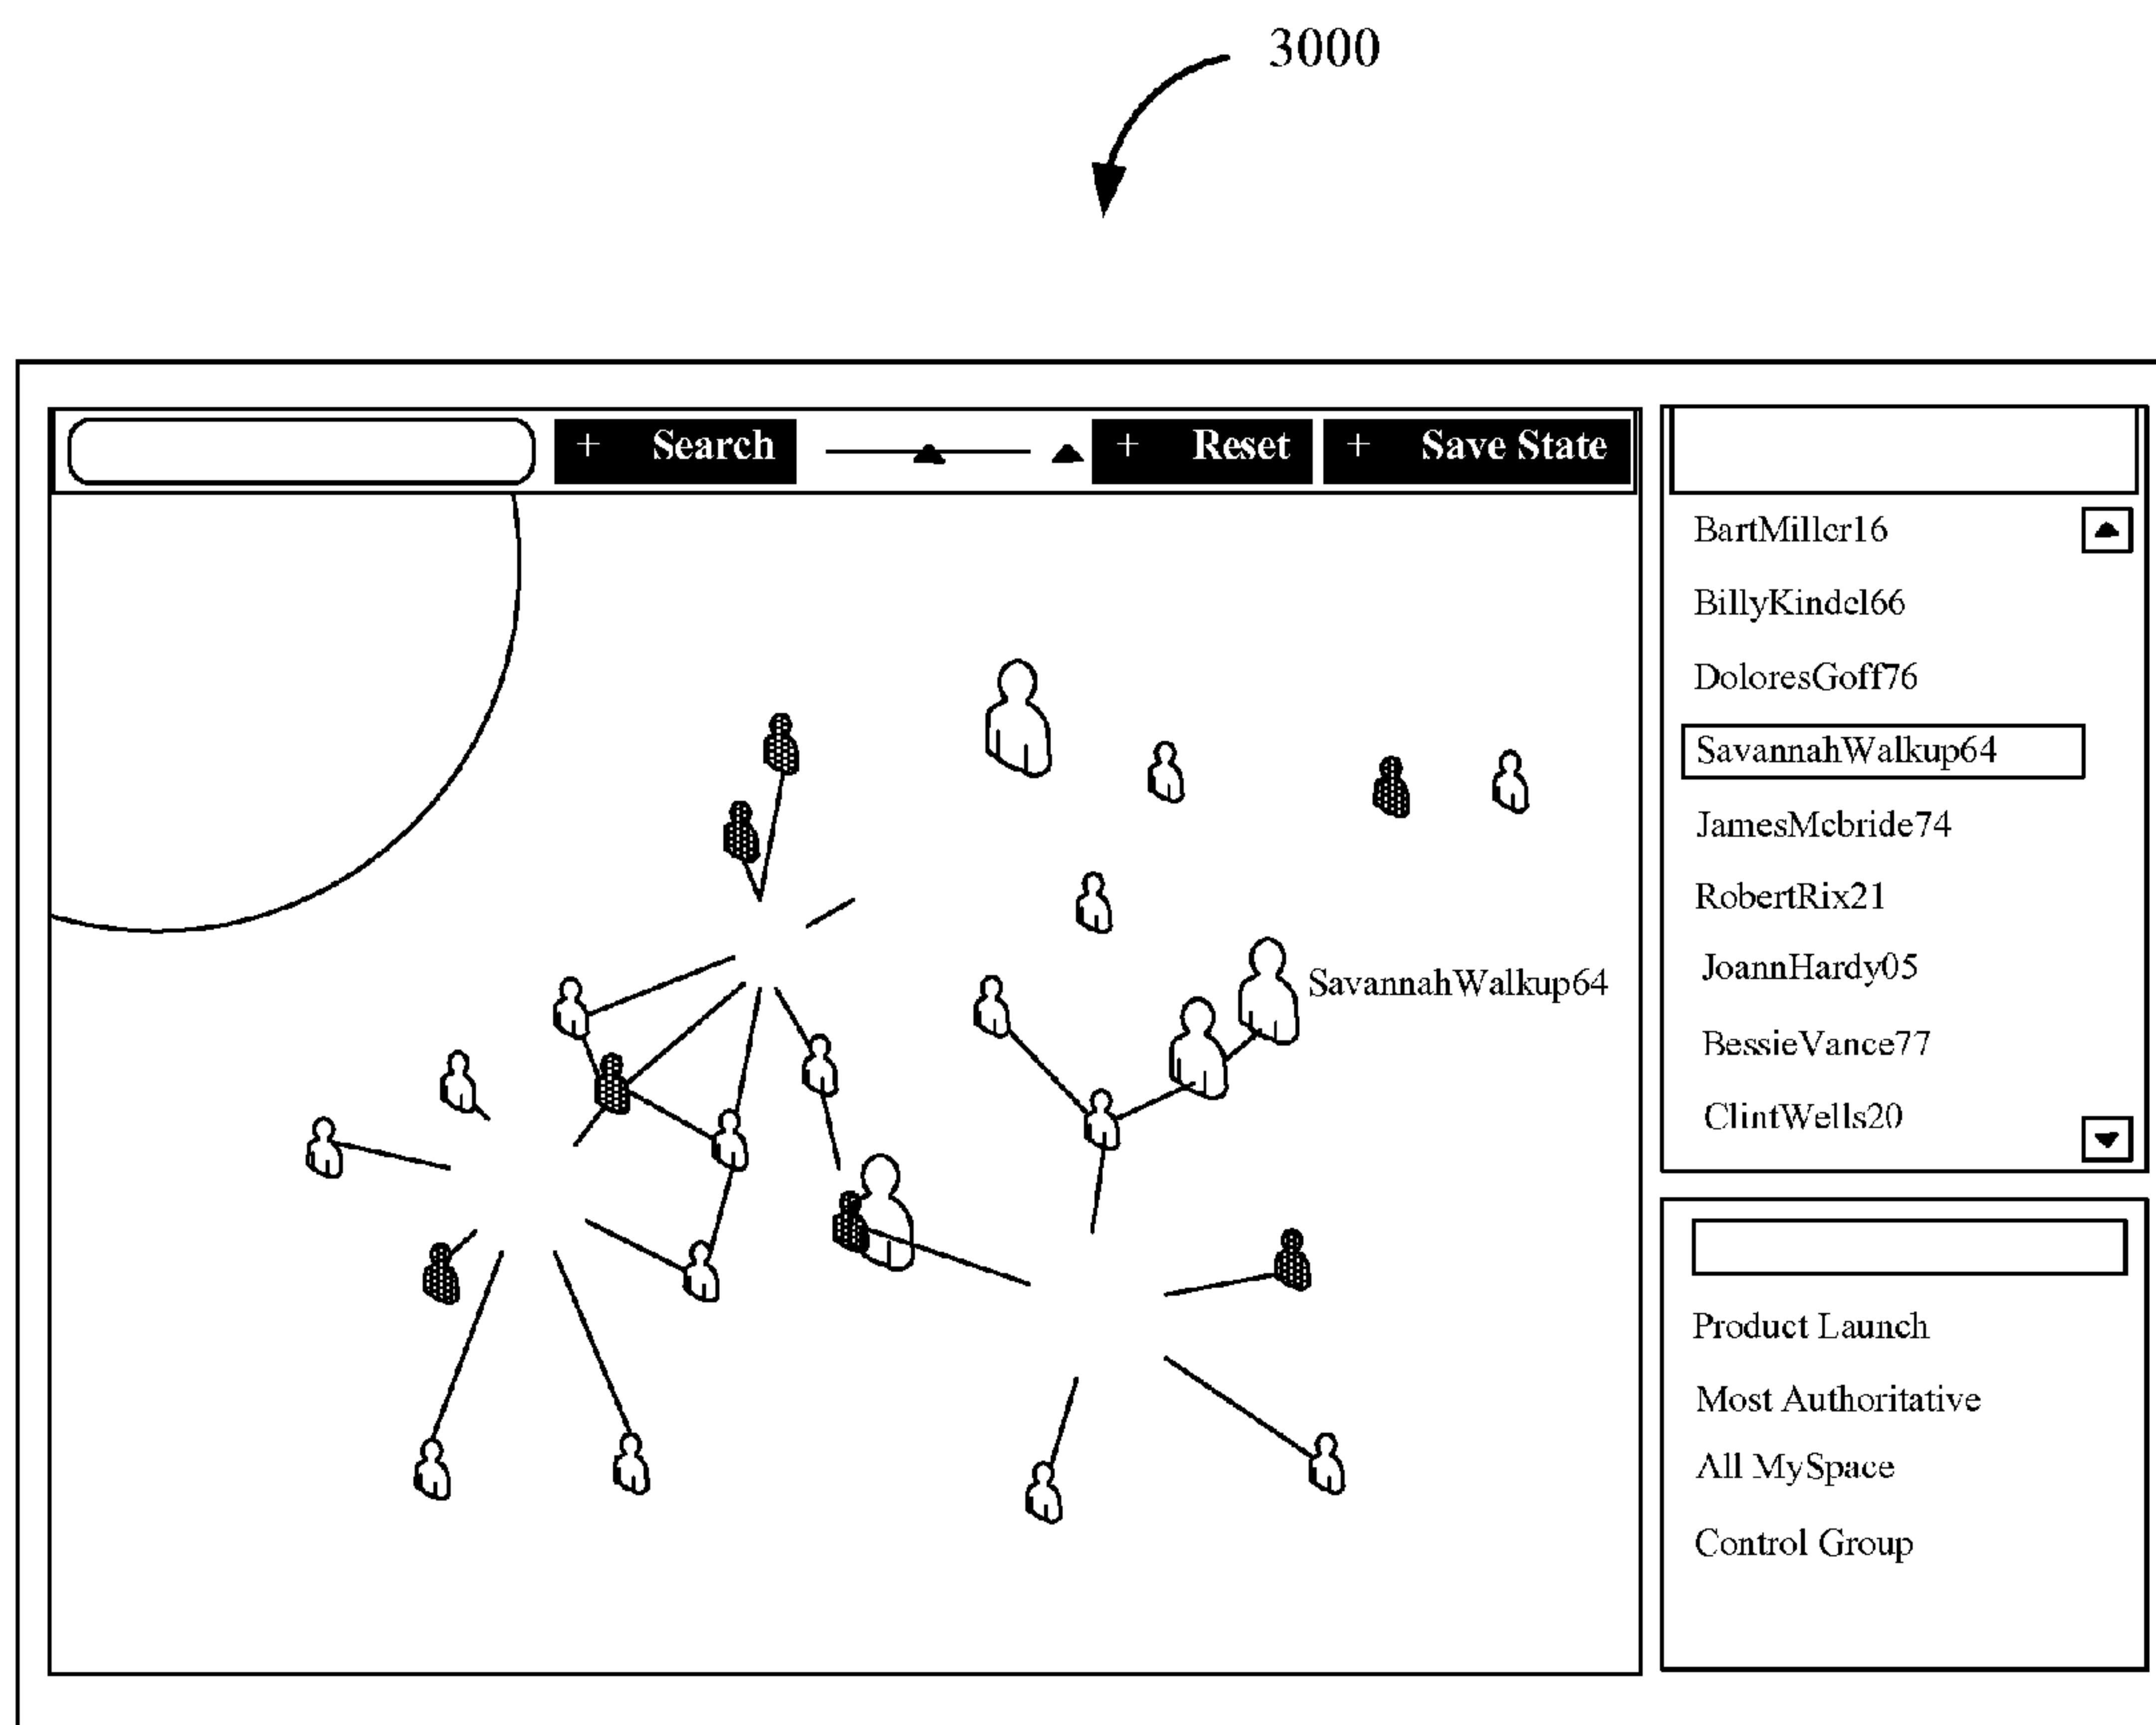 3000
+ Search + Reset + Save State
BartMiller16
BillyKindel66
DoloresGoff76
SavannahWalkup64
JamesMcbride74
RobertRix21
SavannahWalkup64
JoannHardy05
BessieVance77
ClintWells20
Product Launch
Most Authoritative
All MySpace
Control Group